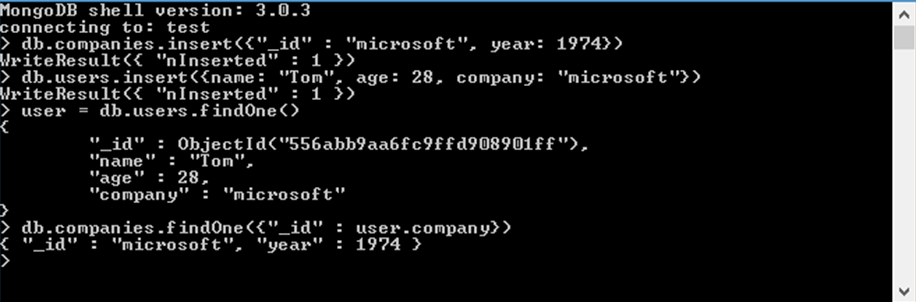 MongoDB shell version: 3.0.3
connecting to: test
> db.companies.insert({"_id" : "microsoft", year: 1974})
WriteResult({ "nInserted" : 1 })
> db.users.insert({name: "Tom", age: 28, company: "microsoft"})
WriteResult({ "nInserted" : 1 })
> user = db.users.findOne()
{
"_id" : ObjectId("556abb9aa6fc9ffd908901ff"),
"name" : "Tom",
"age" : 28,
"company" : "microsoft"
}
> db.companies.findOne({"_id" : user.company})
{ "_id" : "microsoft", "year" : 1974 }
>